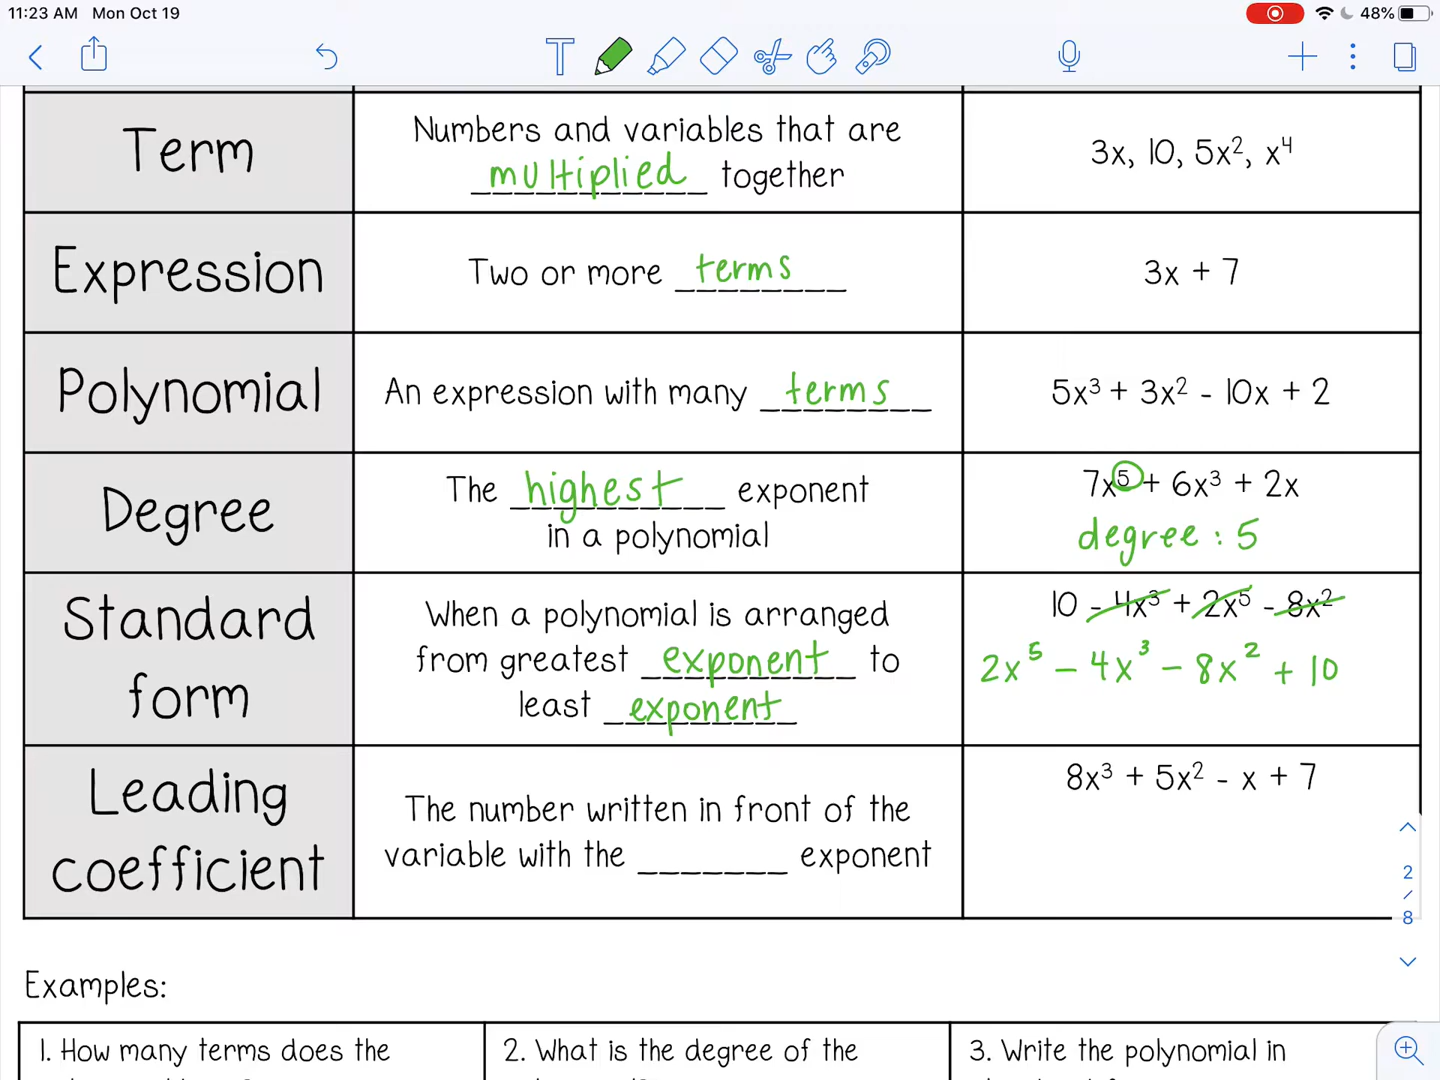 11:23 AM Mon Oct 19
48%
T
Term
Numbers and variables that are
multiplied together
3x, 10, 5x², x⁴
Expression
Two or more terms
3x + 7
Polynomial
An expression with many terms
5x³ + 3x² - 10x + 2
Degree
The highest exponent
in a polynomial
7x⁵ + 6x³ + 2x
degree : 5
Standard
form
When a polynomial is arranged
from greatest exponent to
least exponent
10 - 4x³ + 2x⁵ - 8x²
2x⁵ - 4x³ - 8x² + 10
Leading
coefficient
The number written in front of the
variable with the _______ exponent
8x³ + 5x² - x + 7
2
/
8
Examples:
1. How many terms does the
2. What is the degree of the
3. Write the polynomial in